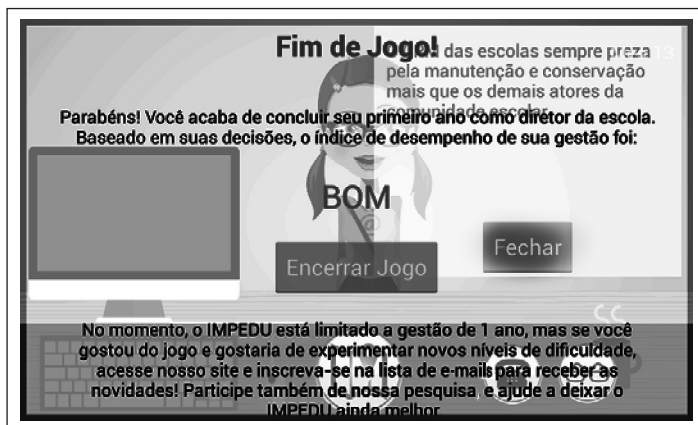 Fim de Jogo!
das escolas sempre preza
pela manutenção e conservação
mais que os demais atores da
comunidade escolar
Parabéns! Você acaba de concluir seu primeiro ano como diretor da escola.
Baseado em suas decisões, o índice de desempenho de sua gestão foi:
BOM
Fechar
Encerrar Jogo
No momento, o IMPEDU está limitado a gestão de 1 ano, mas se você
gostou do jogo e gostaria de experimentar novos níveis de dificuldade,
acesse nosso site e inscreva-se na lista de e-mails para receber as
novidades! Participe também de nossa pesquisa, e ajude a deixar o
IMPEDU ainda melhor